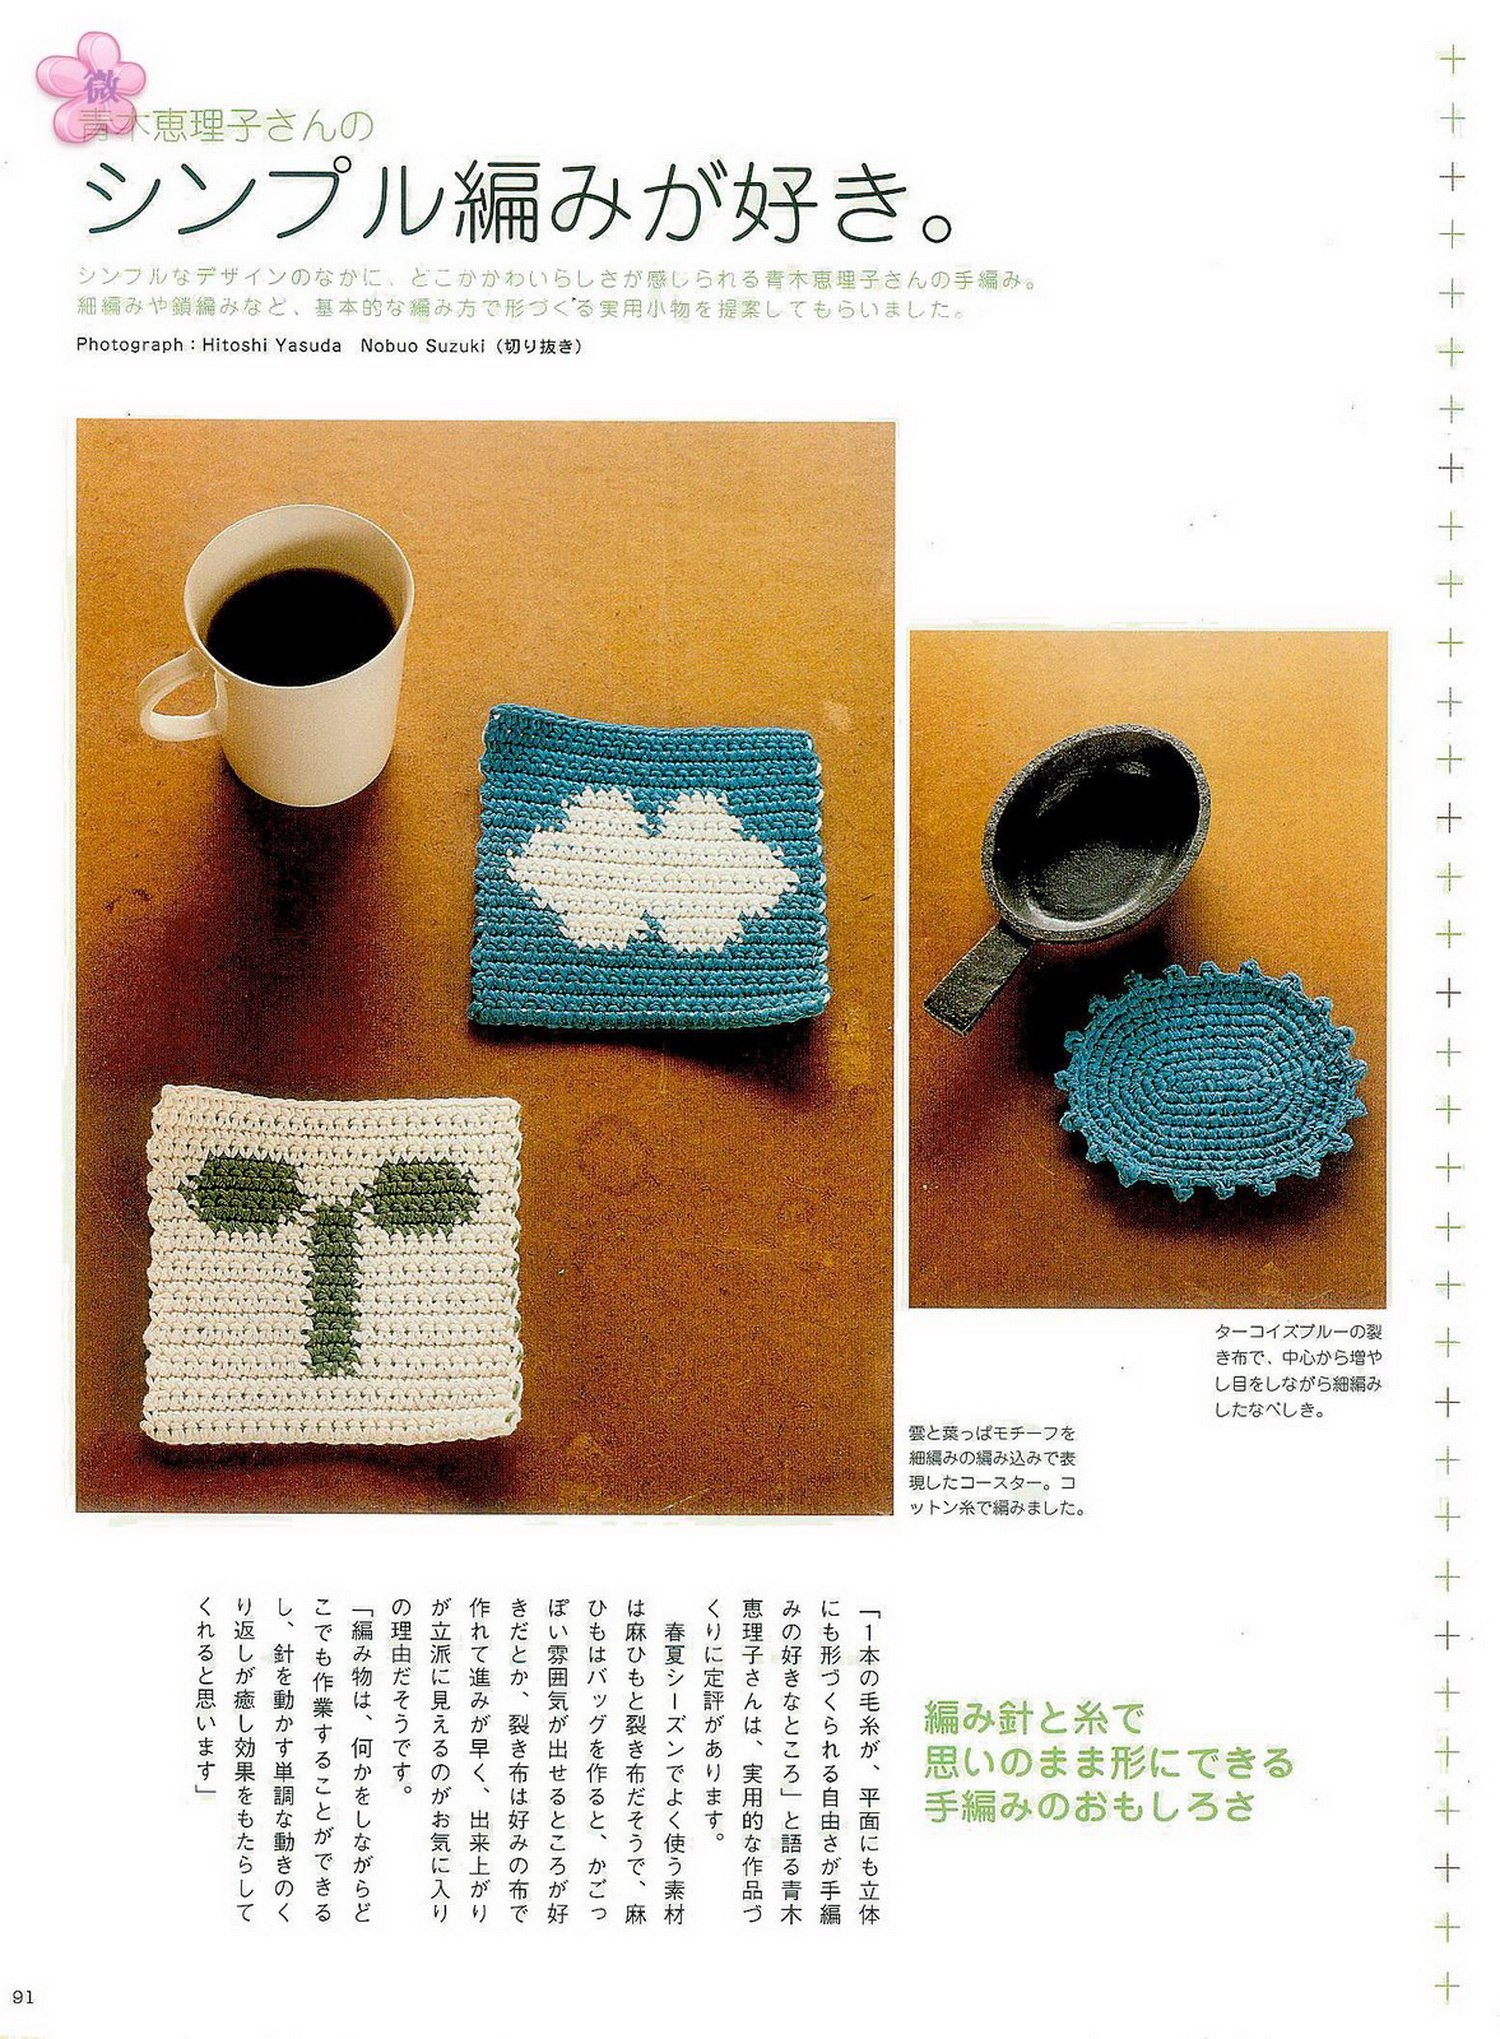 微
青木恵理子さんの
シンプル編みが好き。
シンプルなデザインのなかに、どこかかわいらしさが感じられる青木恵理子さんの手編み。
細編みや鎖編みなど、基本的な編み方で形づくる実用小物を提案してもらいました。
Photograph：Hitoshi Yasuda　Nobuo Suzuki（切り抜き）
ターコイズブルーの裂
き布で、中心から増や
し目をしながら細編み
したなべしき。
雲と葉っぱモチーフを
細編みの編み込みで表
現したコースター。コ
ットン糸で編みました。
編み針と糸で
思いのまま形にできる
手編みのおもしろさ
「1本の毛糸が、平面にも立体
にも形づくられる自由さが手編
みの好きなところ」と語る青木
恵理子さんは、実用的な作品づ
くりに定評があります。
春夏シーズンでよく使う素材
は麻ひもと裂き布だそうで、麻
ひもはバッグを作ると、かごっ
ぽい雰囲気が出せるところが好
きだとか、裂き布は好みの布で
作れて進みが早く、出来上がり
が立派に見えるのがお気に入り
の理由だそうです。
「編み物は、何かをしながらど
こでも作業することができる
し、針を動かす単調な動きのく
り返しが癒し効果をもたらして
くれると思います」
91